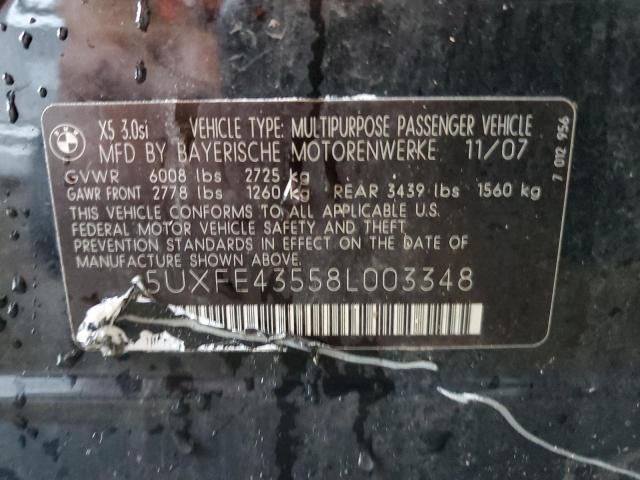 BMW
X5 3.0si VEHICLE TYPE: MULTIPURPOSE PASSENGER VEHICLE
MFD BY BAYERISCHE MOTORENWERKE 11/07
GVWR 6008 lbs 2725 kg
GAWR FRONT 2778 lbs 1260 kg REAR 3439 lbs 1560 kg
THIS VEHICLE CONFORMS TO ALL APPLICABLE U.S.
FEDERAL MOTOR VEHICLE SAFETY AND THEFT
PREVENTION STANDARDS IN EFFECT ON THE DATE OF
MANUFACTURE SHOWN ABOVE.
5UXFE43558L003348
7 012 956